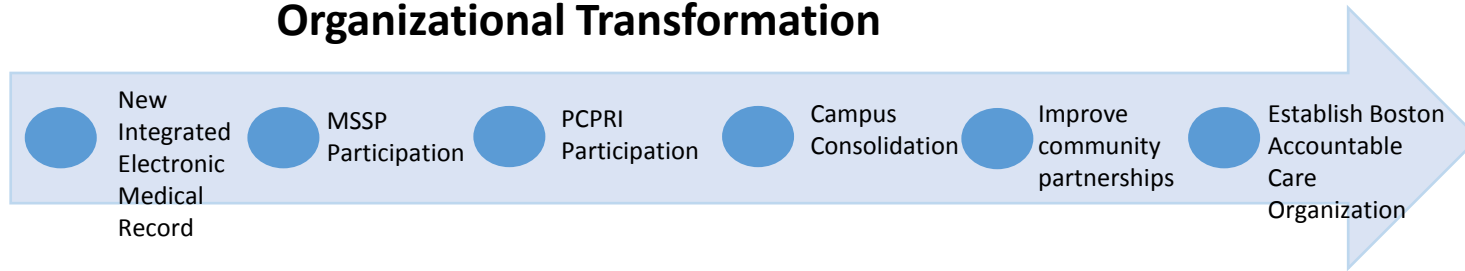 Organizational Transformation
New
Integrated
Electronic
Medical
Record
MSSP
Participation
PCPRI
Participation
Campus
Consolidation
Improve
community
partnerships
Establish Boston
Accountable
Care
Organization